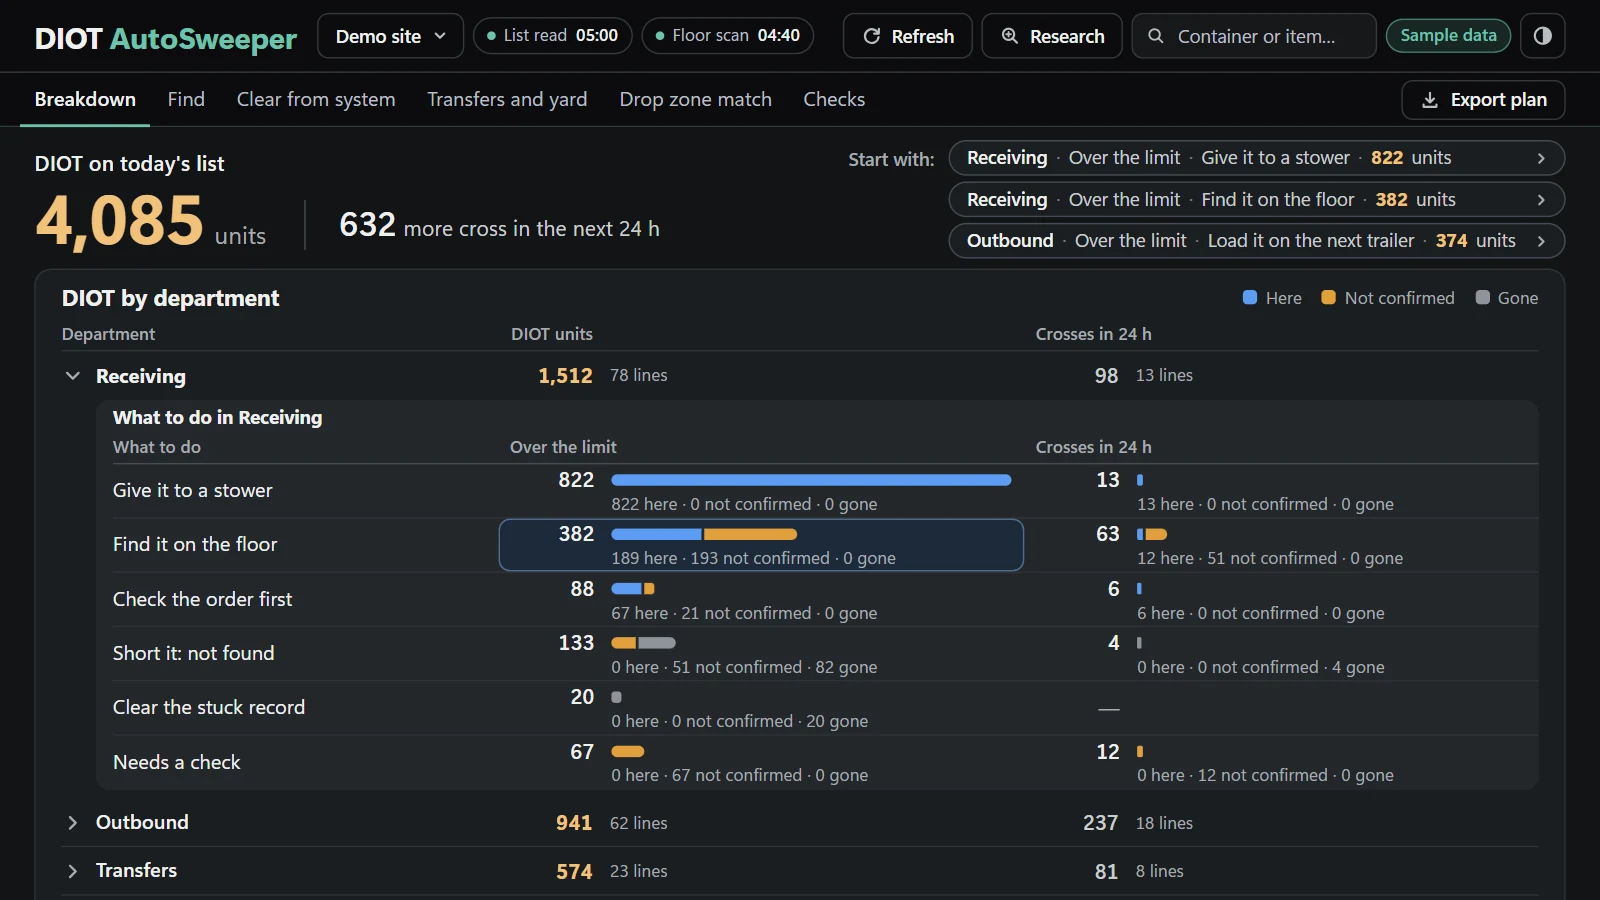 DIOT AutoSweeper
Demo site
List read 05:00
Floor scan 04:40
Refresh
Research
Container or item...
Sample data
Breakdown
Find
Clear from system
Transfers and yard
Drop zone match
Checks
Export plan
DIOT on today's list
4,085 units
632 more cross in the next 24 h
Start with:
Receiving · Over the limit · Give it to a stower · 822 units
Receiving · Over the limit · Find it on the floor · 382 units
Outbound · Over the limit · Load it on the next trailer · 374 units
DIOT by department
Here
Not confirmed
Gone
Department
DIOT units
Crosses in 24 h
Receiving
1,512 78 lines
98 13 lines
What to do in Receiving
What to do
Over the limit
Crosses in 24 h
Give it to a stower
822
822 here · 0 not confirmed · 0 gone
13
13 here · 0 not confirmed · 0 gone
Find it on the floor
382
189 here · 193 not confirmed · 0 gone
63
12 here · 51 not confirmed · 0 gone
Check the order first
88
67 here · 21 not confirmed · 0 gone
6
6 here · 0 not confirmed · 0 gone
Short it: not found
133
0 here · 51 not confirmed · 82 gone
4
0 here · 0 not confirmed · 4 gone
Clear the stuck record
20
0 here · 0 not confirmed · 20 gone
—
Needs a check
67
0 here · 67 not confirmed · 0 gone
12
0 here · 12 not confirmed · 0 gone
Outbound
941 62 lines
237 18 lines
Transfers
574 23 lines
81 8 lines